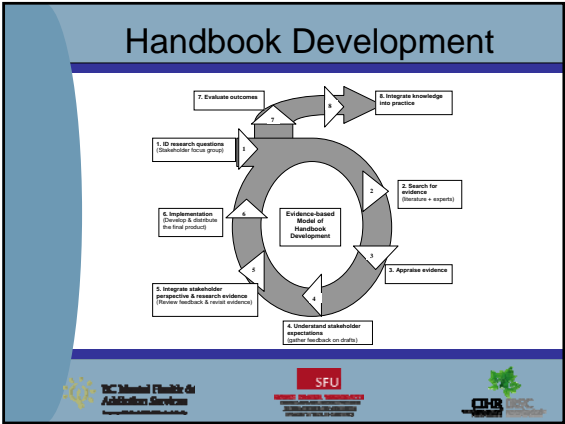 Handbook Development
7. Evaluate outcomes
8. Integrate knowledge
into practice
8
7
1. ID research questions
(Stakeholder focus group)
1
2
2. Search for
evidence
(literature + experts)
6. Implementation
(Develop & distribute
the final product)
6
Evidence-based
Model of
Handbook
Development
3
3. Appraise evidence
5
5. Integrate stakeholder
perspective & research evidence
(Review feedback & revisit evidence)
4
4. Understand stakeholder
expectations
(gather feedback on drafts)
BC Mental Health &
Addiction Services
SFU
CIHR IRSC